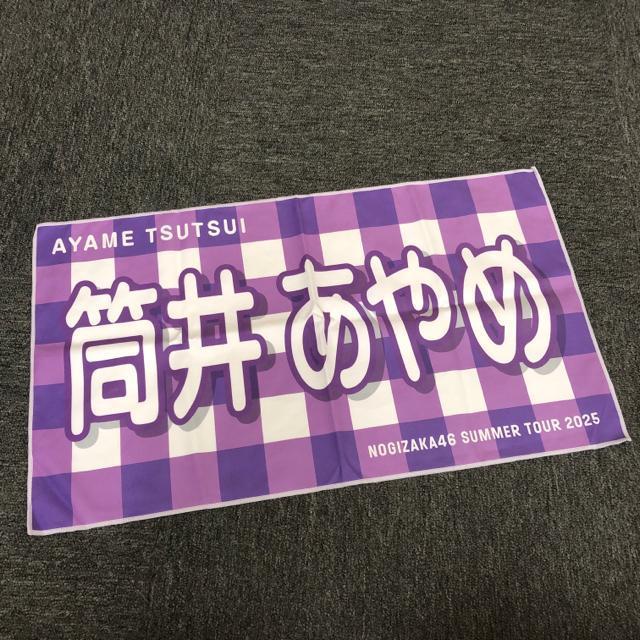 AYAME TSUTSUI
筒井あやめ
NOGIZAKA46 SUMMER TOUR 2025